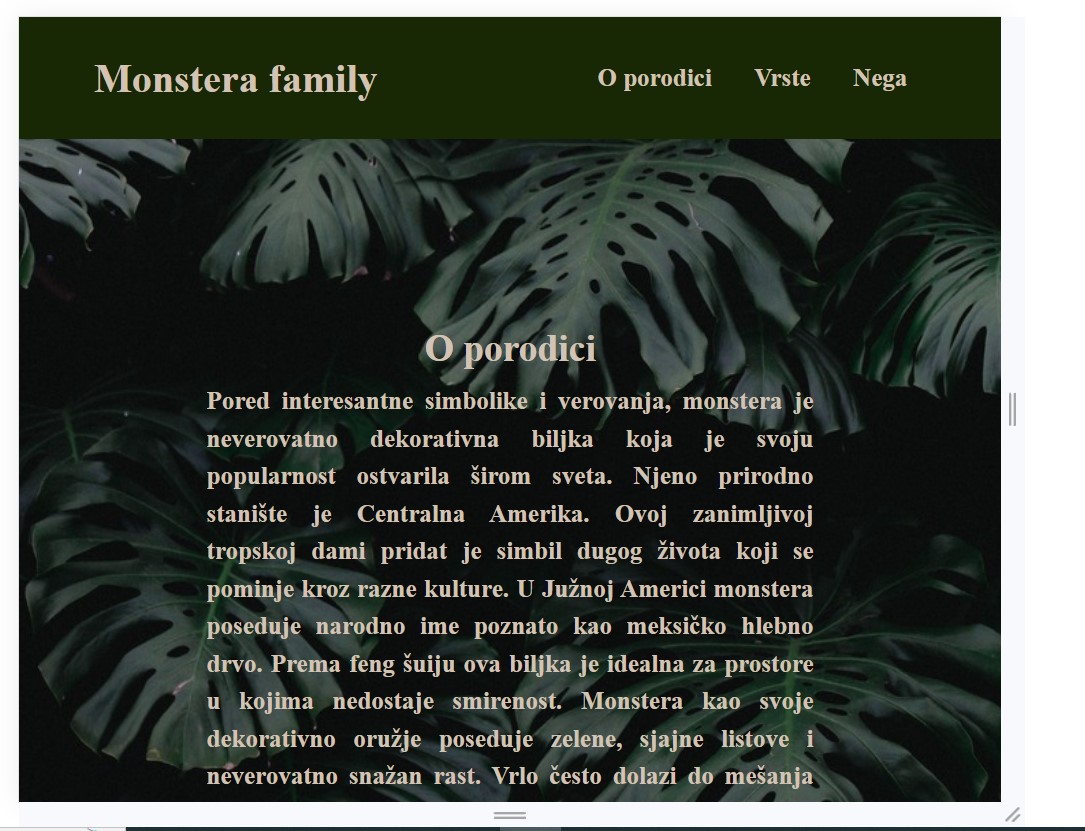 Monstera family
O porodici Vrste Nega
O porodici
Pored interesantne simbolike i verovanja, monstera je
neverovatno dekorativna biljka koja je svoju
popularnost ostvarila širom sveta. Njeno prirodno
stanište je Centralna Amerika. Ovoj zanimljivoj
tropskoj dami pridat je simbil dugog života koji se
pominje kroz razne kulture. U Južnoj Americi monstera
poseduje narodno ime poznato kao meksičko hlebno
drvo. Prema feng šuiju ova biljka je idealna za prostore
u kojima nedostaje smirenost. Monstera kao svoje
dekorativno oružje poseduje zelene, sjajne listove i
neverovatno snažan rast. Vrlo često dolazi do mešanja